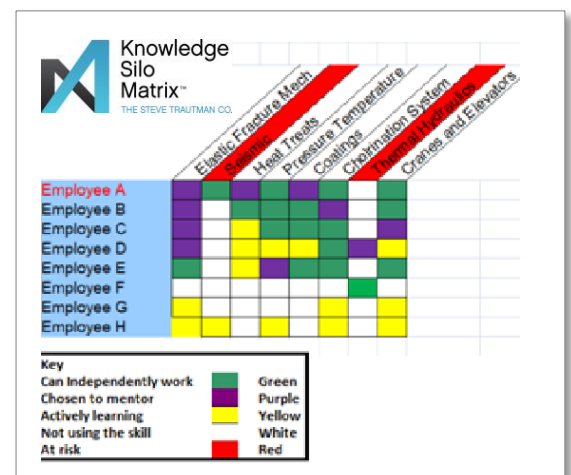 Knowledge
Silo
Matrix™
THE STEVE TRAUTMAN CO.
Elastic Fracture Mech
Seismic
Heat Treats
Pressure Temperature
Coatings
Cholrination System
Thermal Hydraulics
Cranes and Elevators
Employee A
Employee B
Employee C
Employee D
Employee E
Employee F
Employee G
Employee H
Key
Can Independently work Green
Chosen to mentor Purple
Actively learning Yellow
Not using the skill White
At risk Red